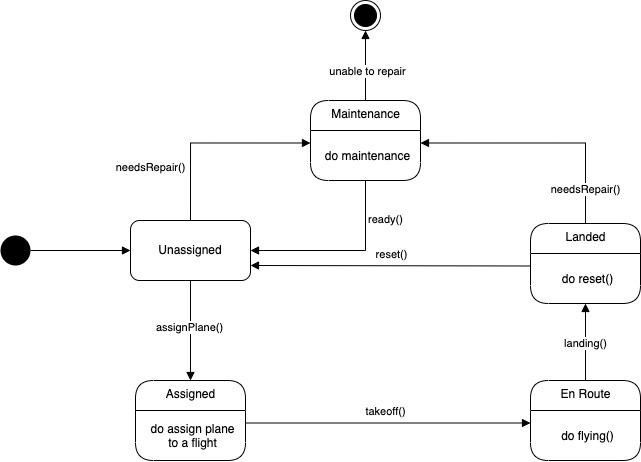 unable to repair
Maintenance
do maintenance
needsRepair()
needsRepair()
ready()
Unassigned
reset()
Landed
do reset()
assignPlane()
landing()
Assigned
do assign plane
to a flight
takeoff()
En Route
do flying()